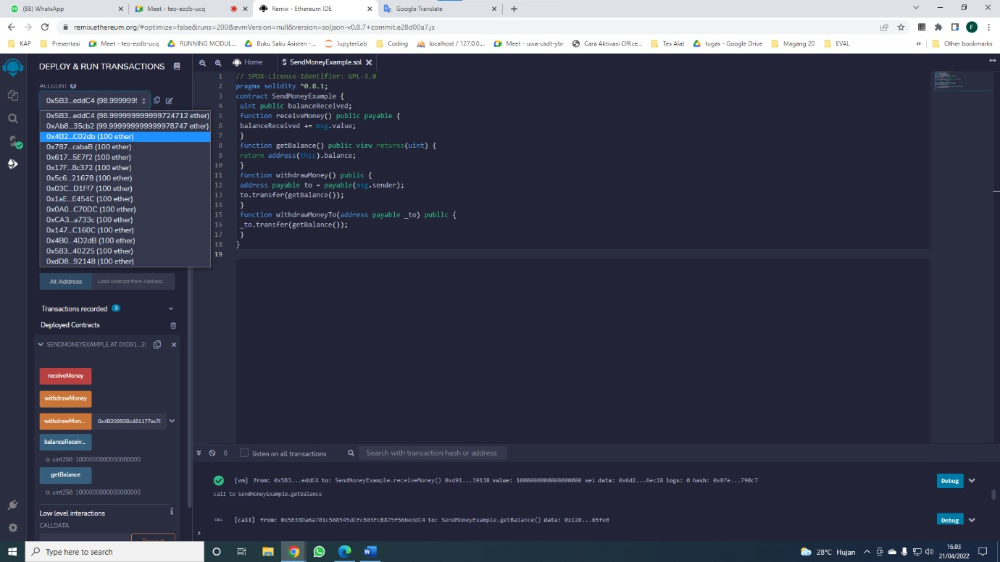 (88) WhatsApp
Meet - teo-ezdb-ucq
Remix - Ethereum IDE
Google Translate
remix.ethereum.org/#optimize=false&runs=200&evmVersion=null&version=soljson-v0.8.7+commit.e28d00a7.js
F
KAP
Presentasi
Meet - teo-ezdb-ucq
RUNNING MODUL...
Buku Saku Asisten -...
JupyterLab
Coding
localhost / 127.0.0....
Meet - uwa-usdt-ybr
Cara Aktivasi Office...
Tes Alat
tugas - Google Drive
Magang 20
EVAL
»
Other bookmarks
DEPLOY & RUN TRANSACTIONS
Home
SendMoneyExample.sol
ACCOUNT
0x5B3...eddC4 (98.9999999
0x5B3...eddC4 (98.999999999999724712 ether)
0xAb8...35cb2 (99.999999999999978747 ether)
0x4B2...C02db (100 ether)
0x787...cabaB (100 ether)
0x617...5E7f2 (100 ether)
0x17F...8c372 (100 ether)
0x5c6...21678 (100 ether)
0x03C...D1Ff7 (100 ether)
0x1aE...E454C (100 ether)
0x0A0...C70DC (100 ether)
0xCA3...a733c (100 ether)
0x147...C160C (100 ether)
0x4B0...4D2dB (100 ether)
0x583...40225 (100 ether)
0xdD8...92148 (100 ether)
At Address
Load contract from Address
Transactions recorded 3
Deployed Contracts
SENDMONEYEXAMPLE AT 0XD91...3
receiveMoney
withdrawMoney
withdrawMon...
0x4B20993Bc481177ec7
balanceReceiv...
0: uint256: 1000000000000000000
getBalance
0: uint256: 1000000000000000000
Low level interactions
i
CALLDATA
1 // SPDX-License-Identifier: GPL-3.0
2 pragma solidity ^0.8.1;
3 contract SendMoneyExample {
4 uint public balanceReceived;
5 function receiveMoney() public payable {
6 balanceReceived += msg.value;
7 }
8 function getBalance() public view returns(uint) {
9 return address(this).balance;
10 }
11 function withdrawMoney() public {
12 address payable to = payable(msg.sender);
13 to.transfer(getBalance());
14 }
15 function withdrawMoneyTo(address payable _to) public {
16 _to.transfer(getBalance());
17 }
18 }
19
0
listen on all transactions
Search with transaction hash or address
[vm] from: 0x5B3...eddC4 to: SendMoneyExample.receiveMoney() 0xd91...39138 value: 1000000000000000000 wei data: 0x6d2...6ec18 logs: 0 hash: 0x8fe...790c7
Debug
call to SendMoneyExample.getBalance
CALL [call] from: 0x5B38Da6a701c568545dCfcB03FcB875f56beddC4 to: SendMoneyExample.getBalance() data: 0x120...65fe0
Debug
>
Type here to search
28°C Hujan
16.03
21/04/2022